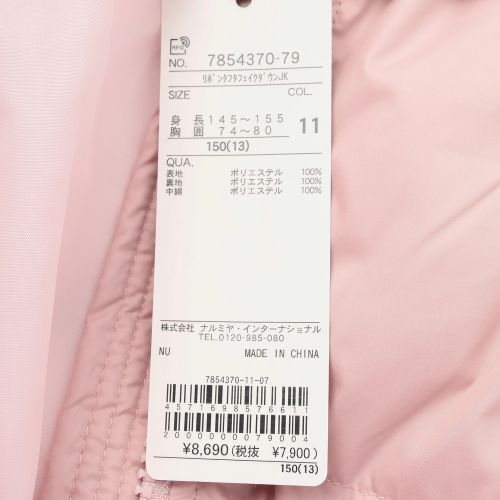 RFID
NO. 7854370-79
ﾘﾎﾞﾝﾀﾌﾀﾌｪｲｸﾀﾞｳﾝJK
SIZE COL.
身 長 145～155
胸 囲 74～80 11
150(13)
QUA.
表地 ポリエステル 100%
裏地 ポリエステル 100%
中綿 ポリエステル 100%
株式会社 ナルミヤ・インターナショナル
TEL.0120-985-080
NU MADE IN CHINA
7854370-11-07
4571698576611
2000000079004
¥8,690(税抜 ¥7,900)
150(13)